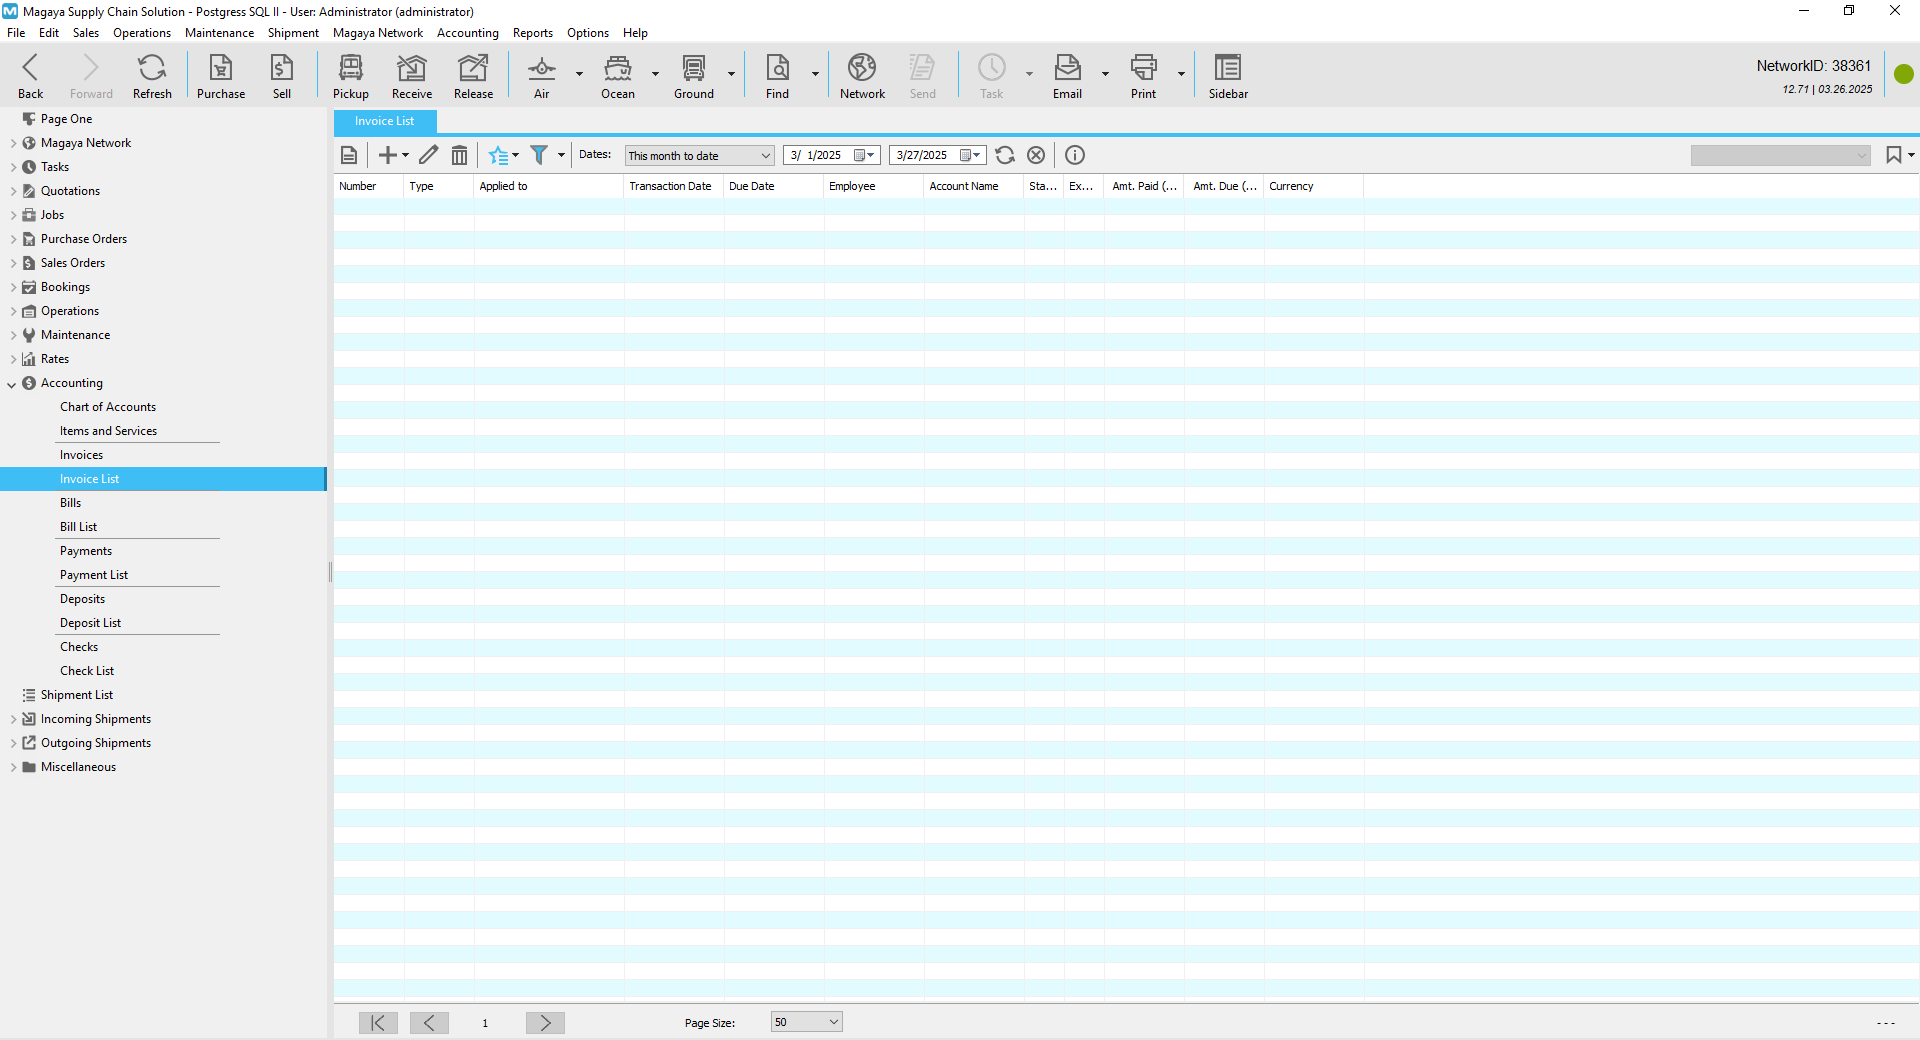 Magaya Supply Chain Solution - Postgress SQL II - User: Administrator (administrator)
File Edit Sales Operations Maintenance Shipment Magaya Network Accounting Reports Options Help
Back Forward Refresh Purchase Sell Pickup Receive Release Air Ocean Ground Find Network Send Task Email Print Sidebar
NetworkID: 38361
12.71 | 03.26.2025
Page One
Magaya Network
Tasks
Quotations
Jobs
Purchase Orders
Sales Orders
Bookings
Operations
Maintenance
Rates
Accounting
Chart of Accounts
Items and Services
Invoices
Invoice List
Bills
Bill List
Payments
Payment List
Deposits
Deposit List
Checks
Check List
Shipment List
Incoming Shipments
Outgoing Shipments
Miscellaneous
Invoice List
Dates: This month to date 3/ 1/2025 3/27/2025
Number Type Applied to Transaction Date Due Date Employee Account Name Sta... Ex... Amt. Paid (... Amt. Due (... Currency
1 Page Size: 50 - - -